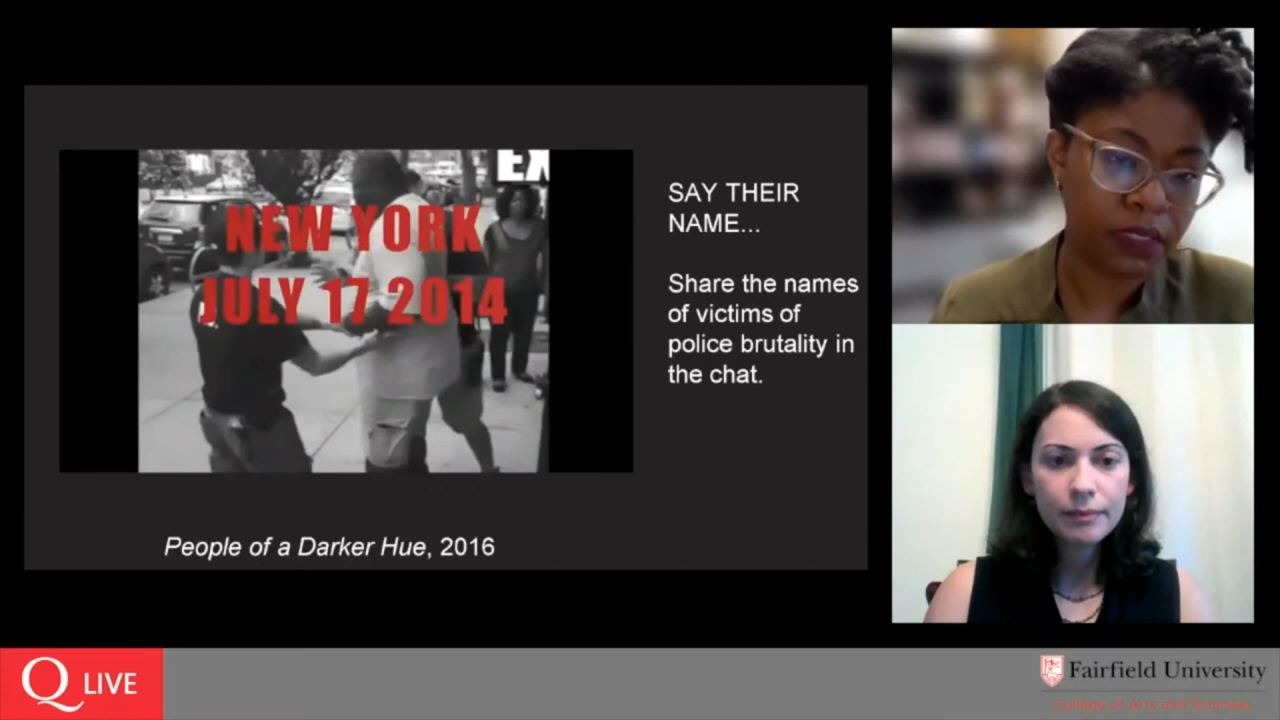 EX
NEW YORK
JULY 17 2014
SAY THEIR
NAME...
Share the names
of victims of
police brutality in
the chat.
People of a Darker Hue, 2016
Q LIVE
Fairfield University
College of Arts and Sciences